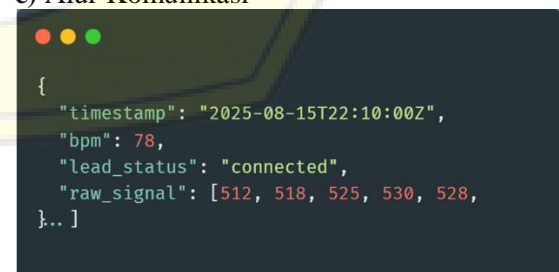 c) Alur Komunikasi
{
"timestamp": "2025-08-15T22:10:00Z",
"bpm": 78,
"lead_status": "connected",
"raw_signal": [512, 518, 525, 530, 528,
}... ]